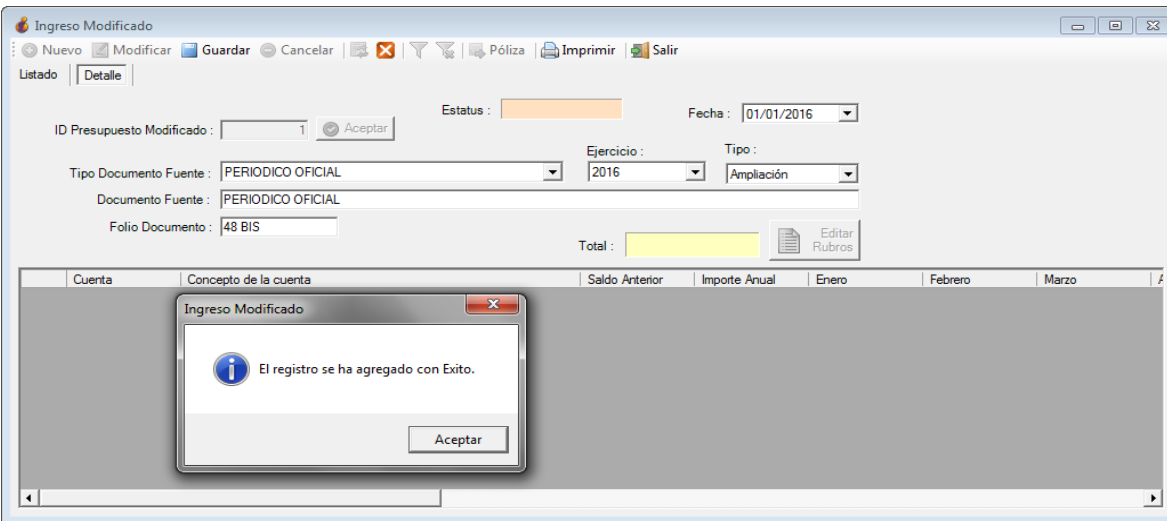 Ingreso Modificado
Nuevo Modificar Guardar Cancelar Póliza Imprimir Salir
Listado Detalle
Estatus : Fecha : 01/01/2016
ID Presupuesto Modificado : 1 Aceptar
Ejercicio : Tipo :
Tipo Documento Fuente : PERIODICO OFICIAL 2016 Ampliación
Documento Fuente : PERIODICO OFICIAL
Folio Documento : 48 BIS
Total : Editar Rubros
Cuenta Concepto de la cuenta Saldo Anterior Importe Anual Enero Febrero Marzo
Ingreso Modificado
El registro se ha agregado con Exito.
Aceptar